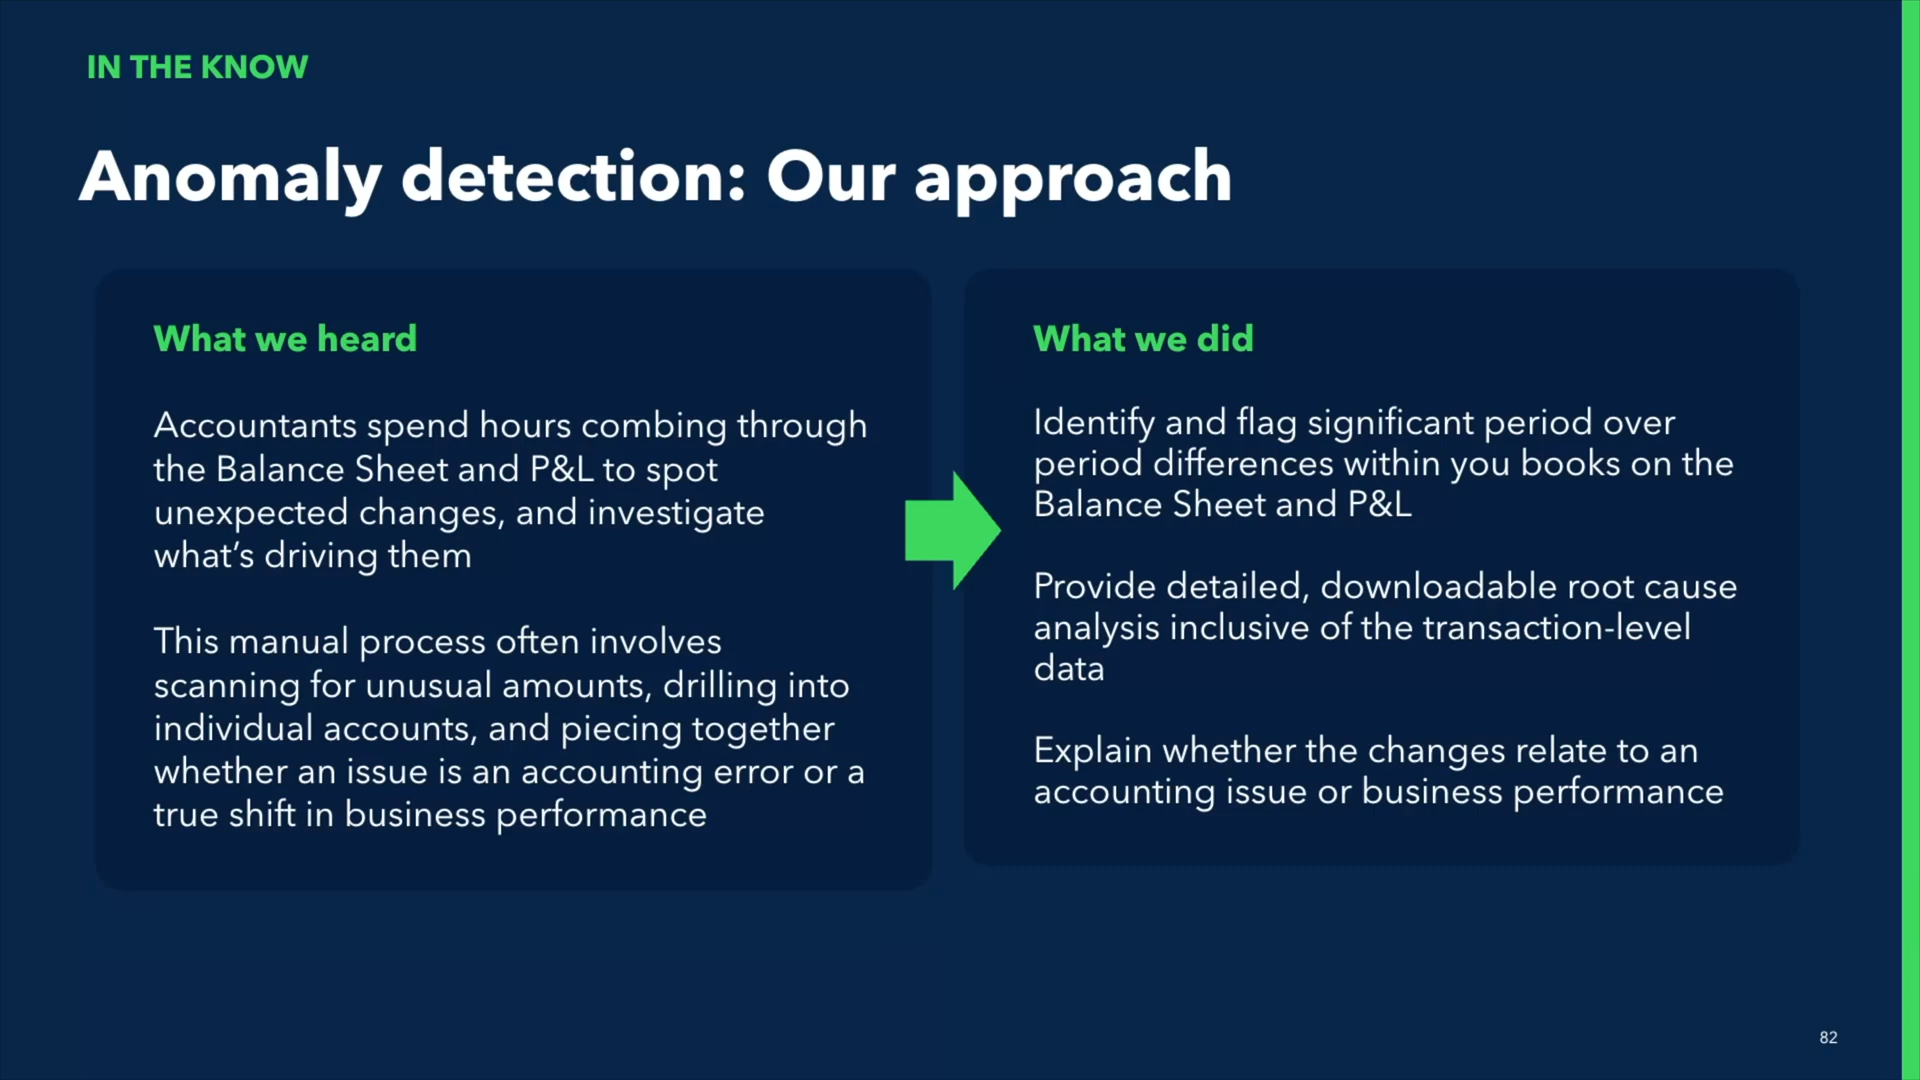 IN THE KNOW
Anomaly detection: Our approach
What we heard
Accountants spend hours combing through
the Balance Sheet and P&L to spot
unexpected changes, and investigate
what’s driving them
This manual process often involves
scanning for unusual amounts, drilling into
individual accounts, and piecing together
whether an issue is an accounting error or a
true shift in business performance
What we did
Identify and flag significant period over
period differences within you books on the
Balance Sheet and P&L
Provide detailed, downloadable root cause
analysis inclusive of the transaction-level
data
Explain whether the changes relate to an
accounting issue or business performance
82